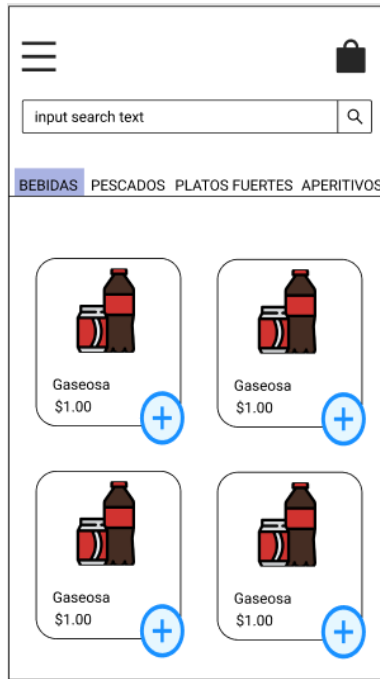 input search text
BEBIDAS PESCADOS PLATOS FUERTES APERITIVOS
Gaseosa Gaseosa
$1.00 $1.00
Gaseosa Gaseosa
$1.00 $1.00